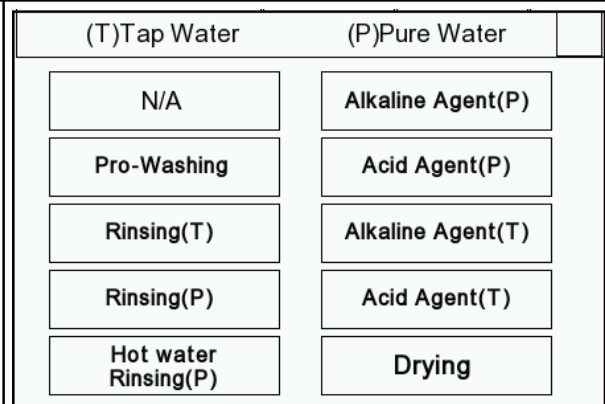 (T)Tap Water (P)Pure Water
N/A Alkaline Agent(P)
Pro-Washing Acid Agent(P)
Rinsing(T) Alkaline Agent(T)
Rinsing(P) Acid Agent(T)
Hot water
Rinsing(P) Drying